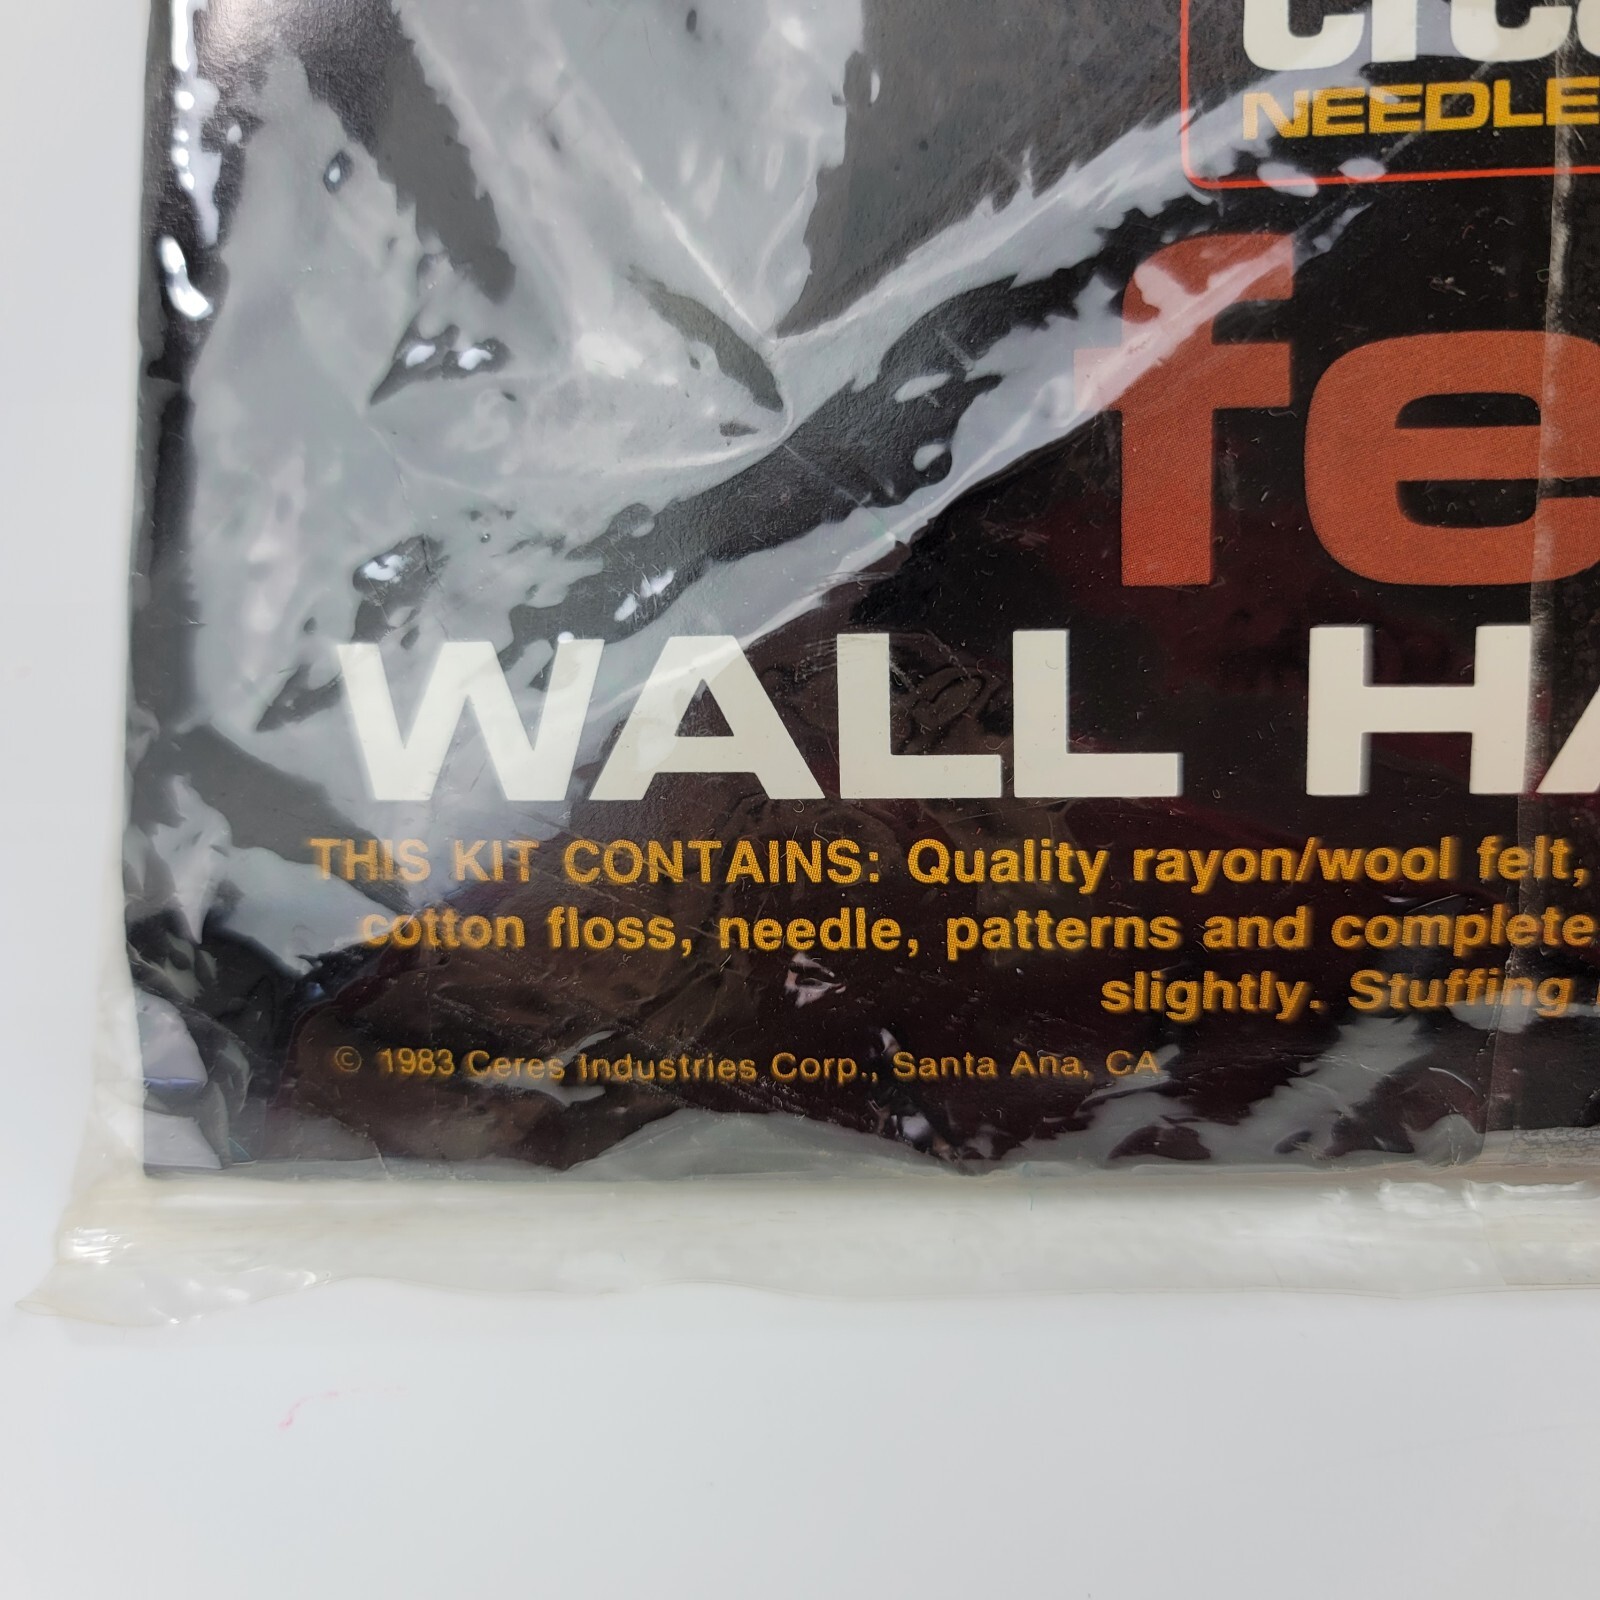 NEEDLE
fe
WALL HA
THIS KIT CONTAINS: Quality rayon/wool felt,
cotton floss, needle, patterns and complete
slightly. Stuffing
© 1983 Ceres Industries Corp., Santa Ana, CA